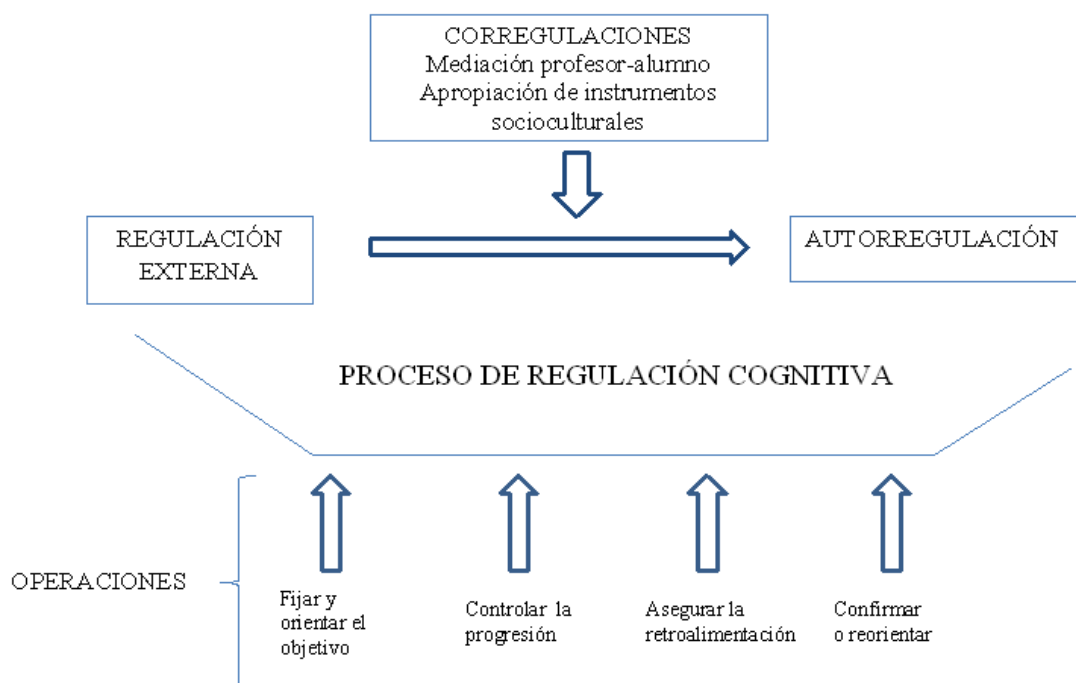 CORREGULACIONES
Mediación profesor-alumno
Apropiación de instrumentos
socioculturales
REGULACIÓN
EXTERNA
AUTORREGULACIÓN
PROCESO DE REGULACIÓN COGNITIVA
OPERACIONES
Fijar y
orientar el
objetivo
Controlar la
progresión
Asegurar la
retroalimentación
Confirmar
o reorientar